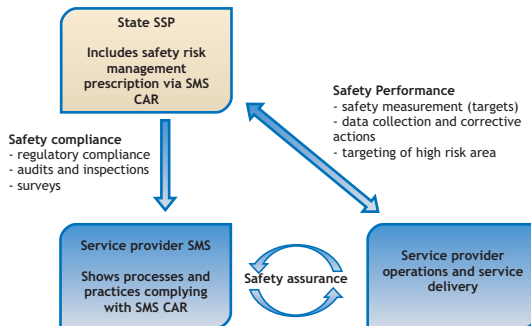 State SSP
Includes safety risk
management
prescription via SMS
CAR
Safety Performance
- safety measurement (targets)
- data collection and corrective
actions
- targeting of high risk area
Safety compliance
- regulatory compliance
- audits and inspections
- surveys
Service provider SMS
Shows processes and
practices complying
with SMS CAR
Safety assurance
Service provider
operations and service
delivery